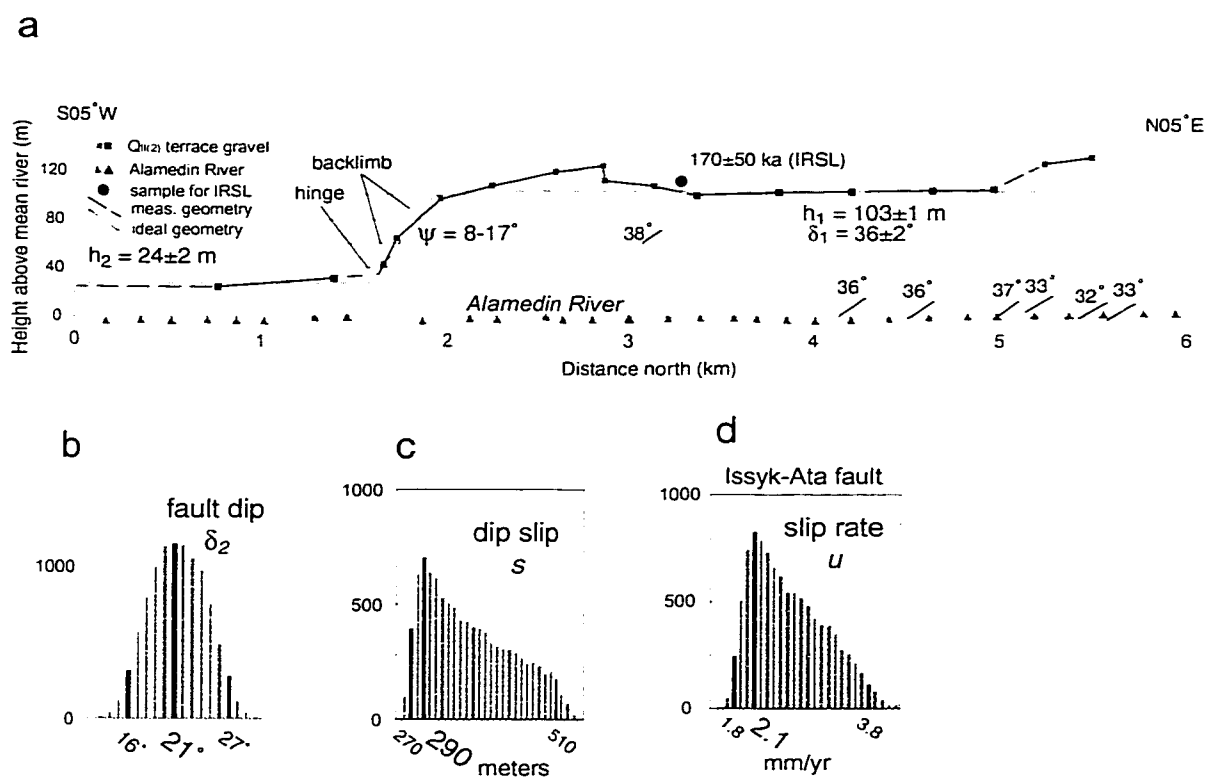 a
S05°W
N05°E
Height above mean river (m)
120
80
40
0
QIII(2) terrace gravel
Alamedin River
sample for IRSL
meas. geometry
ideal geometry
h2 = 24±2 m
backlimb
hinge
ψ = 8-17°
170±50 ka (IRSL)
h1 = 103±1 m
δ1 = 36±2°
38°
36°
36°
37°
33°
32°
33°
Alamedin River
0
1
2
3
4
5
6
Distance north (km)
b
fault dip
δ2
1000
0
16°
21°
27°
c
1000
dip slip
s
500
0
270
290
510
meters
d
Issyk-Ata fault
1000
slip rate
u
500
0
1.8
2.1
3.8
mm/yr